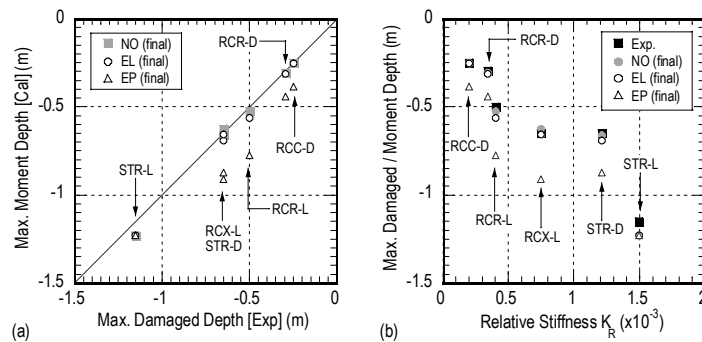 0
-0.5
-1
-1.5
Max. Moment Depth [Cal] (m)
NO (final)
EL (final)
EP (final)
RCR-D
RCC-D
STR-L
RCR-L
RCX-L
STR-D
-1.5 -1 -0.5 0
Max. Damaged Depth [Exp] (m)
(a)
0
-0.5
-1
-1.5
Max. Damaged / Moment Depth (m)
RCR-D
Exp.
NO (final)
EL (final)
EP (final)
RCC-D
STR-L
RCR-L
RCX-L
STR-D
0 0.5 1 1.5 2
Relative Stiffness K_R (x10^-3)
(b)